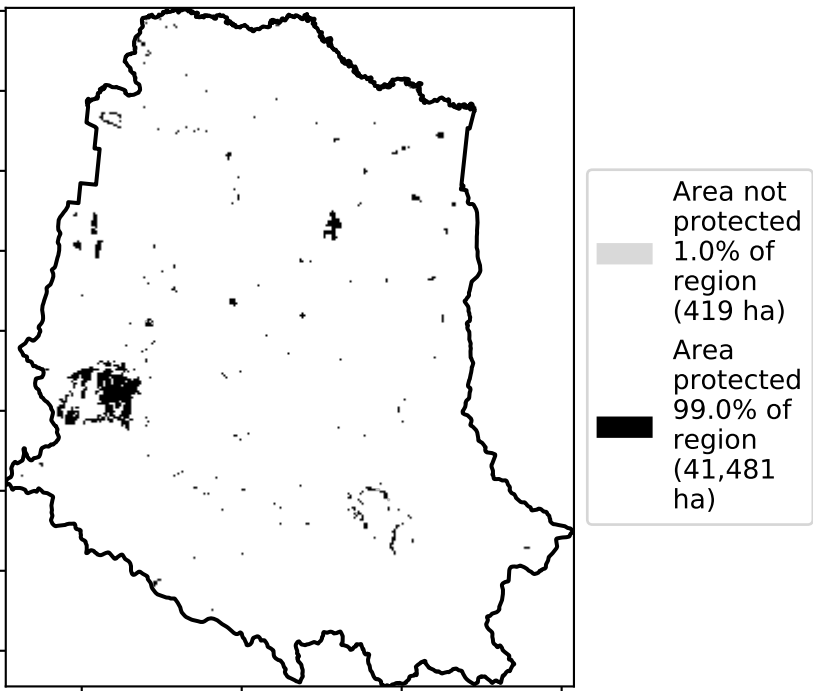 Area not
protected
1.0% of
region
(419 ha)
Area
protected
99.0% of
region
(41,481
ha)